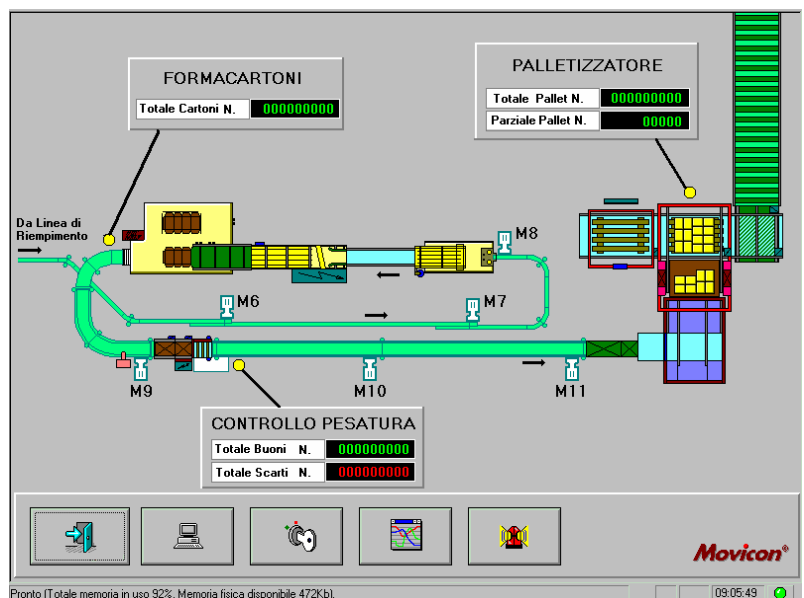 FORMACARTONI
Totale Cartoni N. 000000000
PALLETIZZATORE
Totale Pallet N. 000000000
Parziale Pallet N. 00000
Da Linea di
Riempimento
M8
M6
M7
M9
M10
M11
CONTROLLO PESATURA
Totale Buoni N. 000000000
Totale Scarti N. 000000000
Movicon®
Pronto (Totale memoria in uso 92%, Memoria fisica disponibile 472Kb).
09:05:49